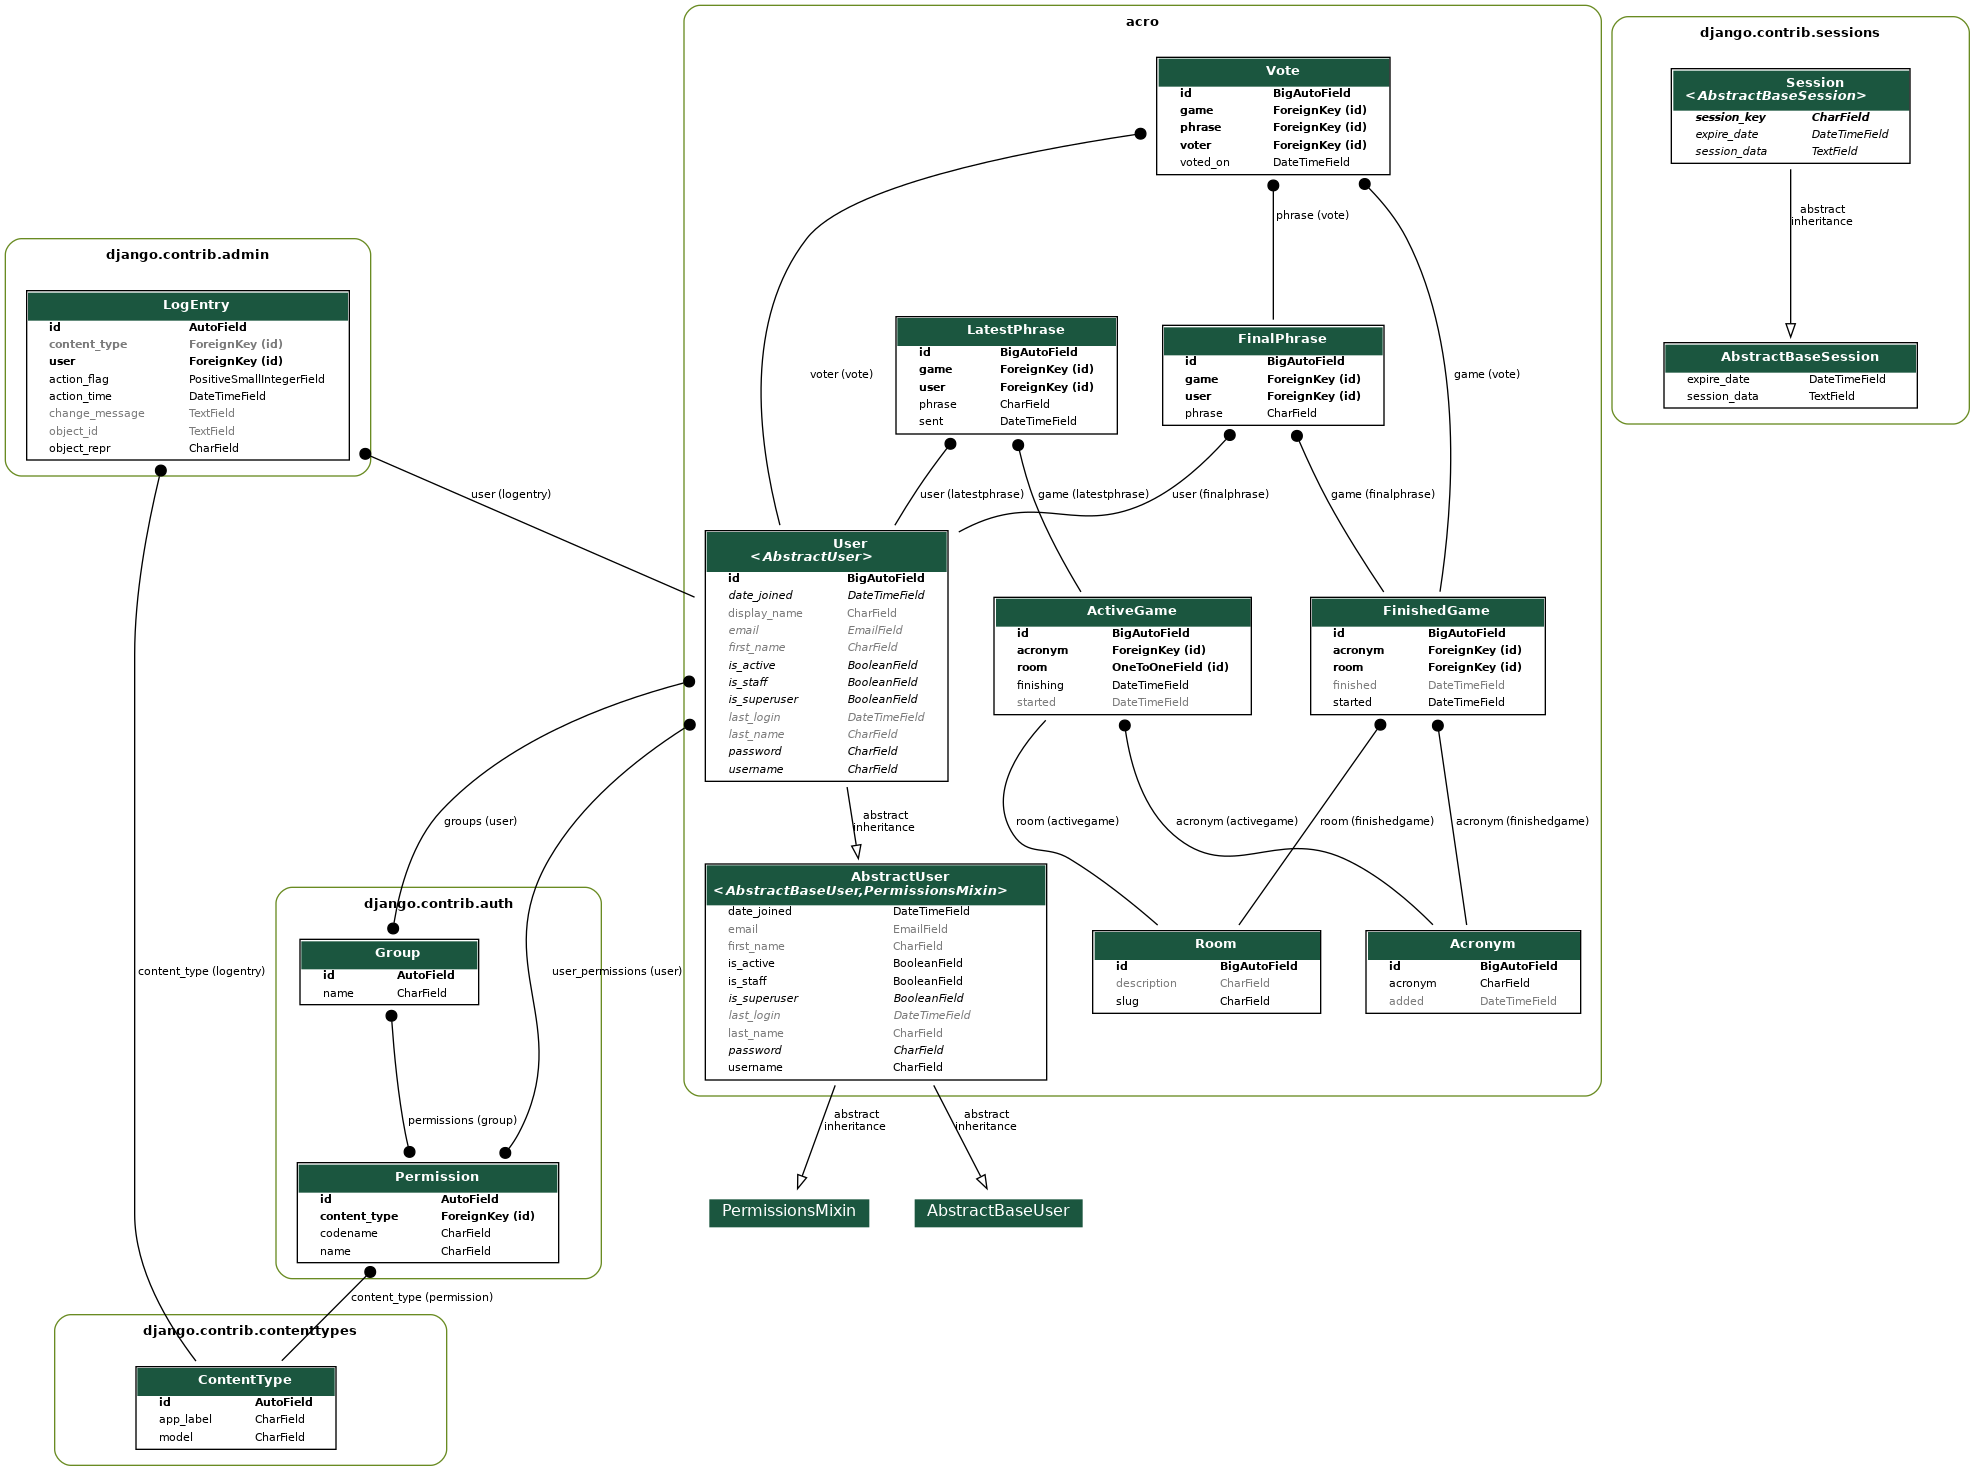 acro
Vote
id BigAutoField
game ForeignKey (id)
phrase ForeignKey (id)
voter ForeignKey (id)
voted_on DateTimeField
django.contrib.sessions
Session
<AbstractBaseSession>
session_key CharField
expire_date DateTimeField
session_data TextField
abstract
inheritance
AbstractBaseSession
expire_date DateTimeField
session_data TextField
phrase (vote)
voter (vote)
game (vote)
django.contrib.admin
LogEntry
id AutoField
content_type ForeignKey (id)
user ForeignKey (id)
action_flag PositiveSmallIntegerField
action_time DateTimeField
change_message TextField
object_id TextField
object_repr CharField
LatestPhrase
id BigAutoField
game ForeignKey (id)
user ForeignKey (id)
phrase CharField
sent DateTimeField
FinalPhrase
id BigAutoField
game ForeignKey (id)
user ForeignKey (id)
phrase CharField
user (logentry)
user (latestphrase)
game (latestphrase)
user (finalphrase)
game (finalphrase)
User
<AbstractUser>
id BigAutoField
date_joined DateTimeField
display_name CharField
email EmailField
first_name CharField
is_active BooleanField
is_staff BooleanField
is_superuser BooleanField
last_login DateTimeField
last_name CharField
password CharField
username CharField
ActiveGame
id BigAutoField
acronym ForeignKey (id)
room OneToOneField (id)
finishing DateTimeField
started DateTimeField
FinishedGame
id BigAutoField
acronym ForeignKey (id)
room ForeignKey (id)
finished DateTimeField
started DateTimeField
groups (user)
abstract
inheritance
room (activegame)
acronym (activegame)
room (finishedgame)
acronym (finishedgame)
AbstractUser
<AbstractBaseUser,PermissionsMixin>
date_joined DateTimeField
email EmailField
first_name CharField
is_active BooleanField
is_staff BooleanField
is_superuser BooleanField
last_login DateTimeField
last_name CharField
password CharField
username CharField
Room
id BigAutoField
description CharField
slug CharField
Acronym
id BigAutoField
acronym CharField
added DateTimeField
django.contrib.auth
Group
id AutoField
name CharField
content_type (logentry)
user_permissions (user)
permissions (group)
abstract
inheritance
abstract
inheritance
Permission
id AutoField
content_type ForeignKey (id)
codename CharField
name CharField
PermissionsMixin
AbstractBaseUser
content_type (permission)
django.contrib.contenttypes
ContentType
id AutoField
app_label CharField
model CharField